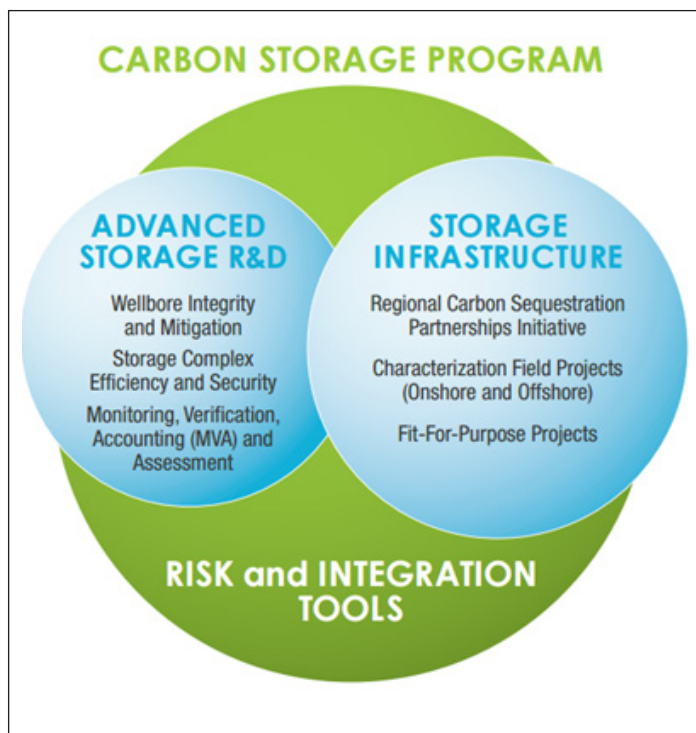 CARBON STORAGE PROGRAM
ADVANCED
STORAGE R&D
Wellbore Integrity
and Mitigation
Storage Complex
Efficiency and Security
Monitoring, Verification,
Accounting (MVA) and
Assessment
STORAGE
INFRASTRUCTURE
Regional Carbon Sequestration
Partnerships Initiative
Characterization Field Projects
(Onshore and Offshore)
Fit-For-Purpose Projects
RISK and INTEGRATION
TOOLS